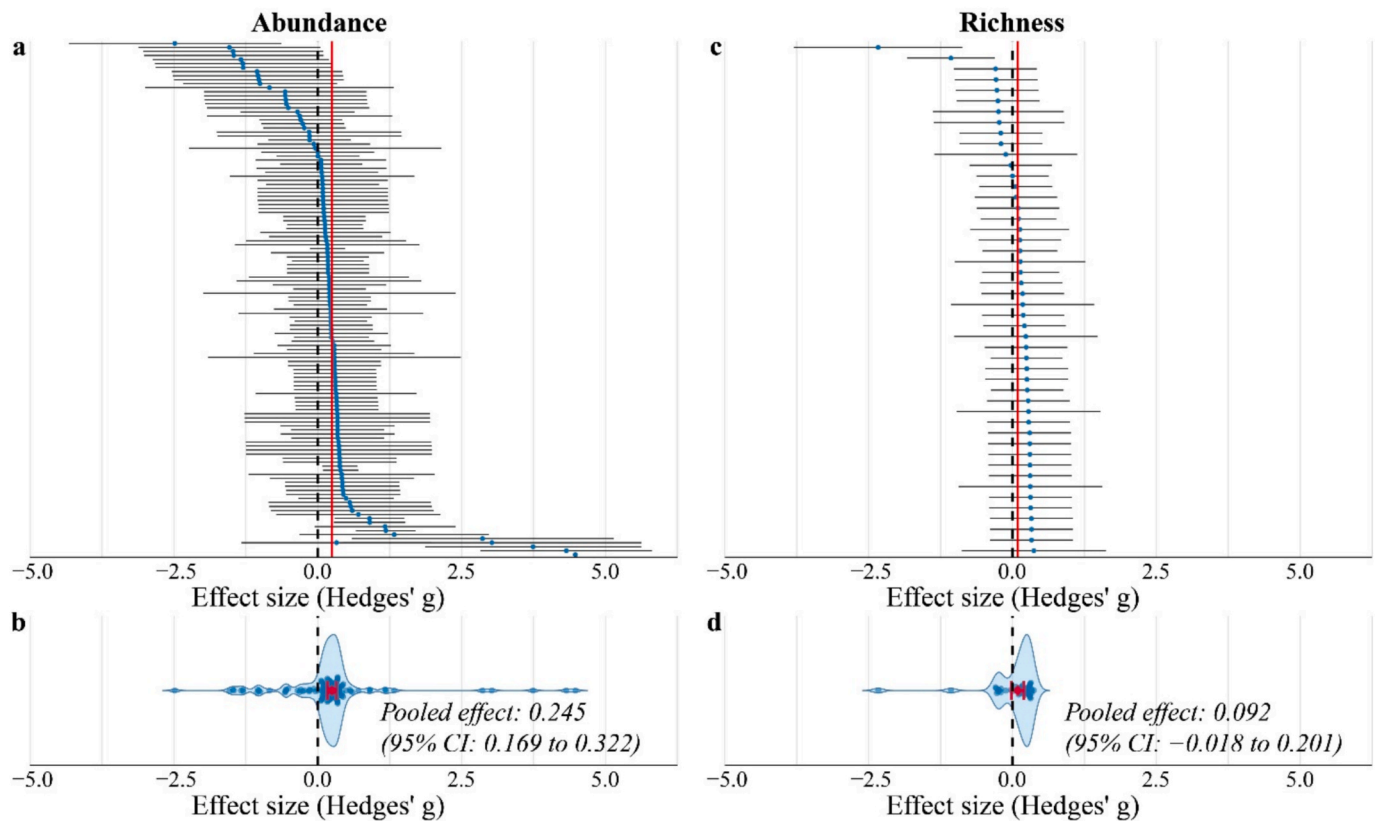 Abundance
Richness
a
c
−5.0 −2.5 0.0 2.5 5.0
Effect size (Hedges' g)
−5.0 −2.5 0.0 2.5 5.0
Effect size (Hedges' g)
b
Pooled effect: 0.245
(95% CI: 0.169 to 0.322)
−5.0 −2.5 0.0 2.5 5.0
Effect size (Hedges' g)
d
Pooled effect: 0.092
(95% CI: −0.018 to 0.201)
−5.0 −2.5 0.0 2.5 5.0
Effect size (Hedges' g)